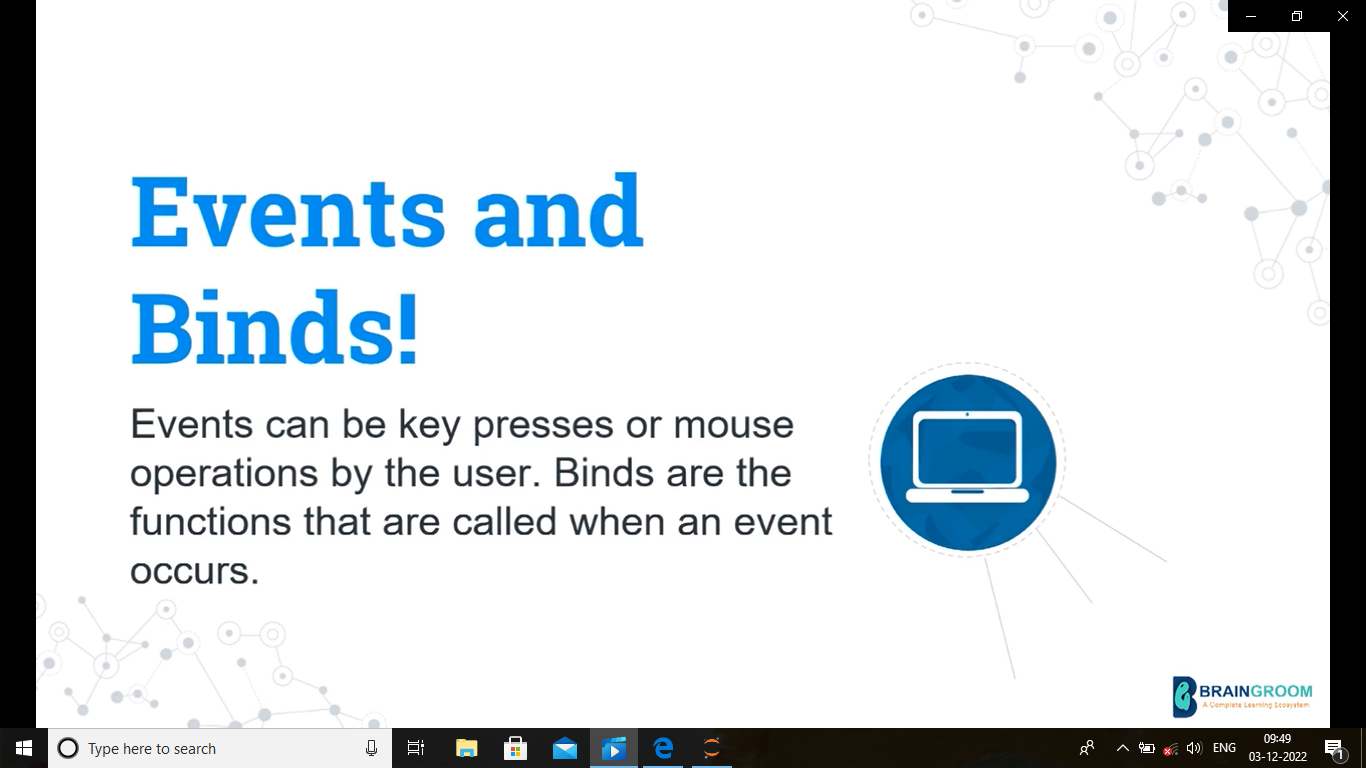 Events and
Binds!
Events can be key presses or mouse
operations by the user. Binds are the
functions that are called when an event
occurs.
BRAINGROOM
A Complete Learning Ecosystem
Type here to search
ENG
09:49
03-12-2022
1